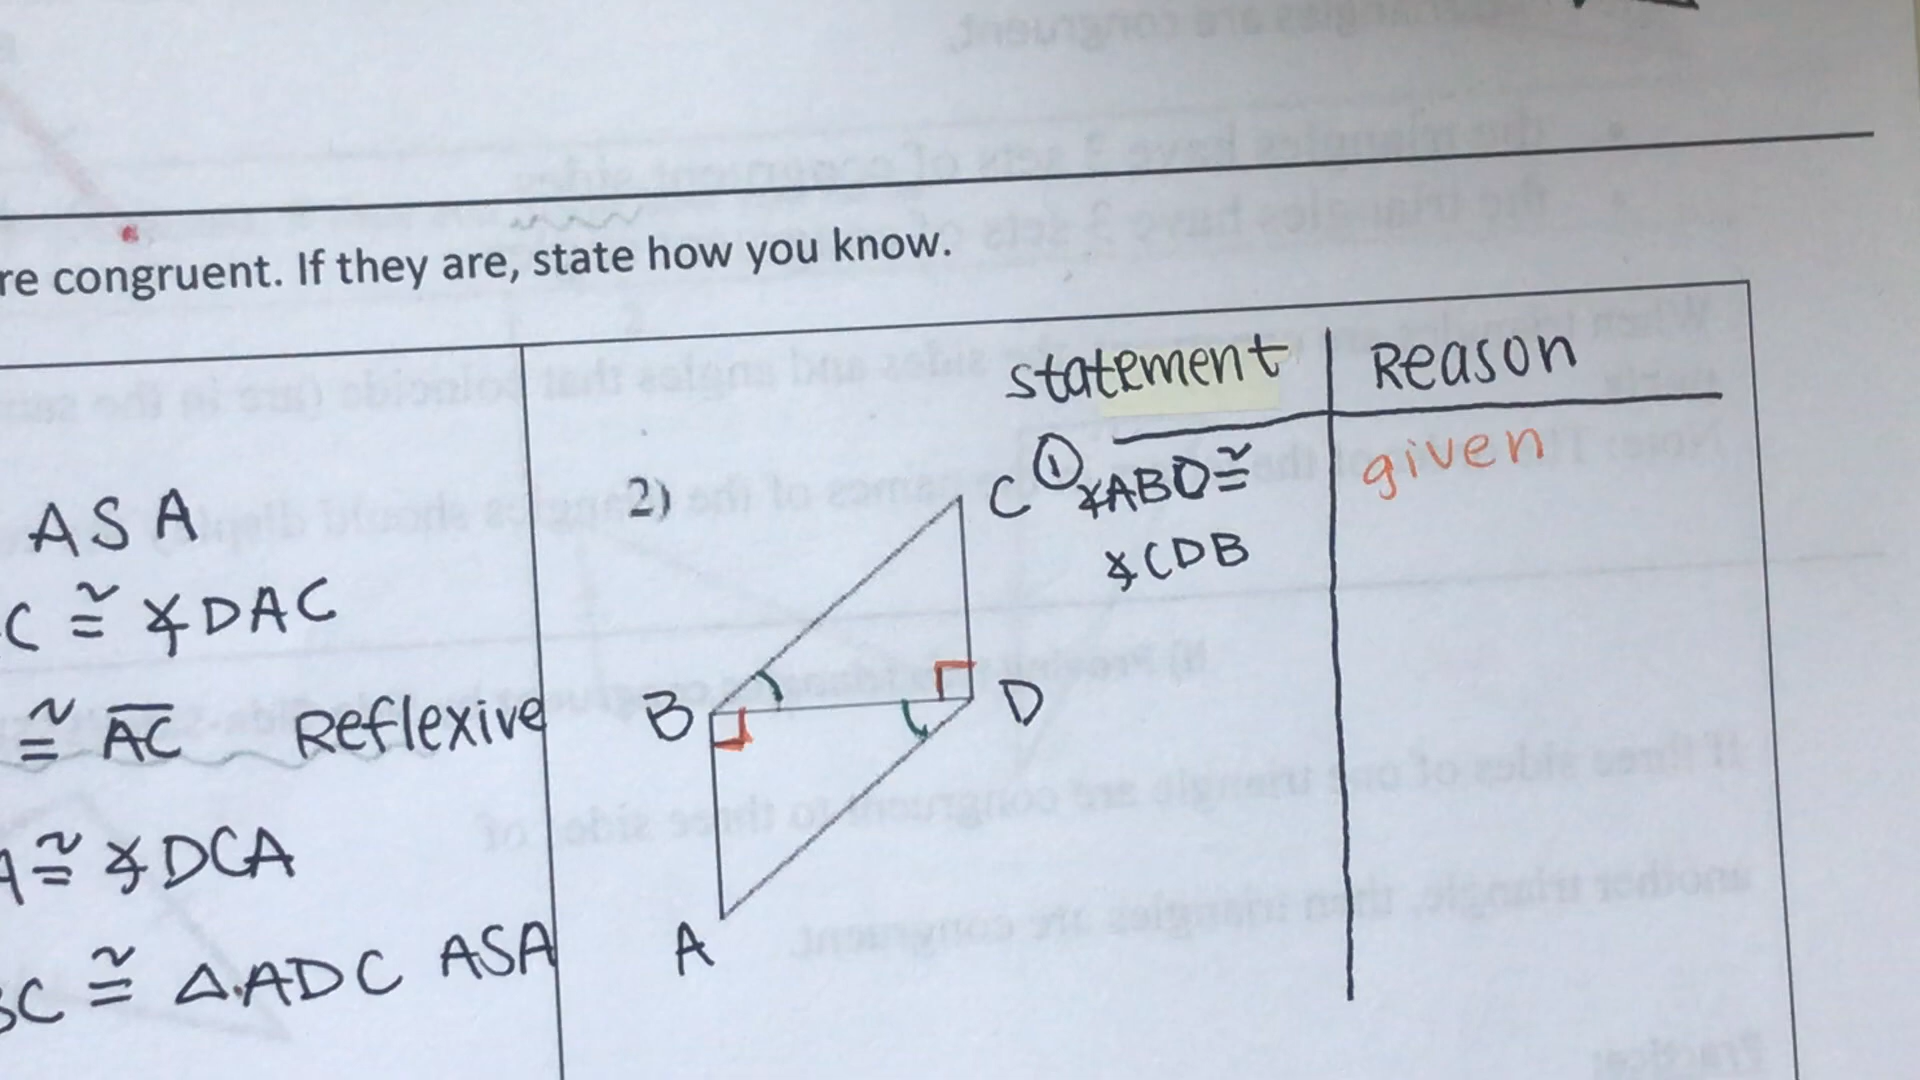 re congruent. If they are, state how you know.
ASA
C ≅ ∡DAC
≅ A̅C̅ Reflexive
A ≅ ∡DCA
BC ≅ △ADC ASA
2)
statement Reason
① ∡ABD ≅ given
∡CDB
C
B
D
A